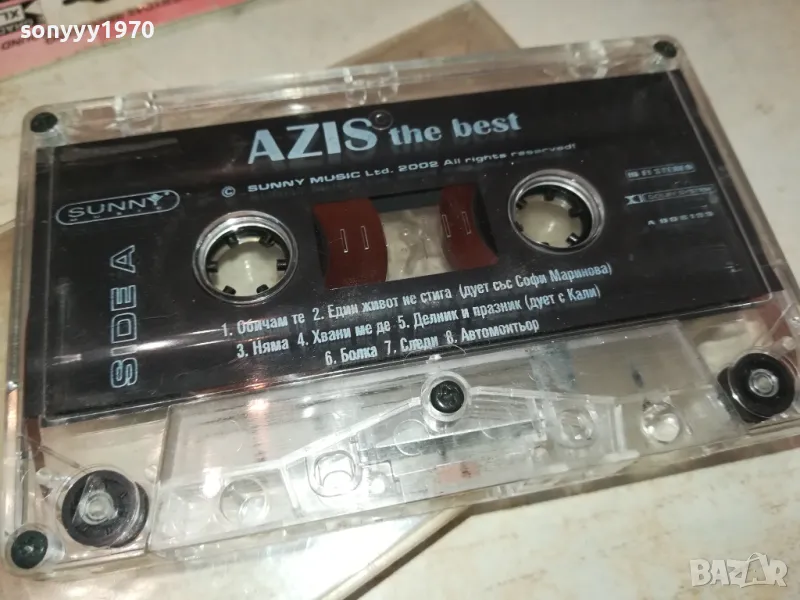 sonyyy1970
AZIS the best
© SUNNY MUSIC Ltd. 2002 All rights reserved!
SUNNY
SIDE A
STEREO
1. Обичам те 2. Един живот не стига (дует със Софи Маринова)
3. Няма 4. Хвани ме де 5. Делник и празник (дует с Кали)
6. Болка 7. Следи 8. Автомонтьор
BAZAR